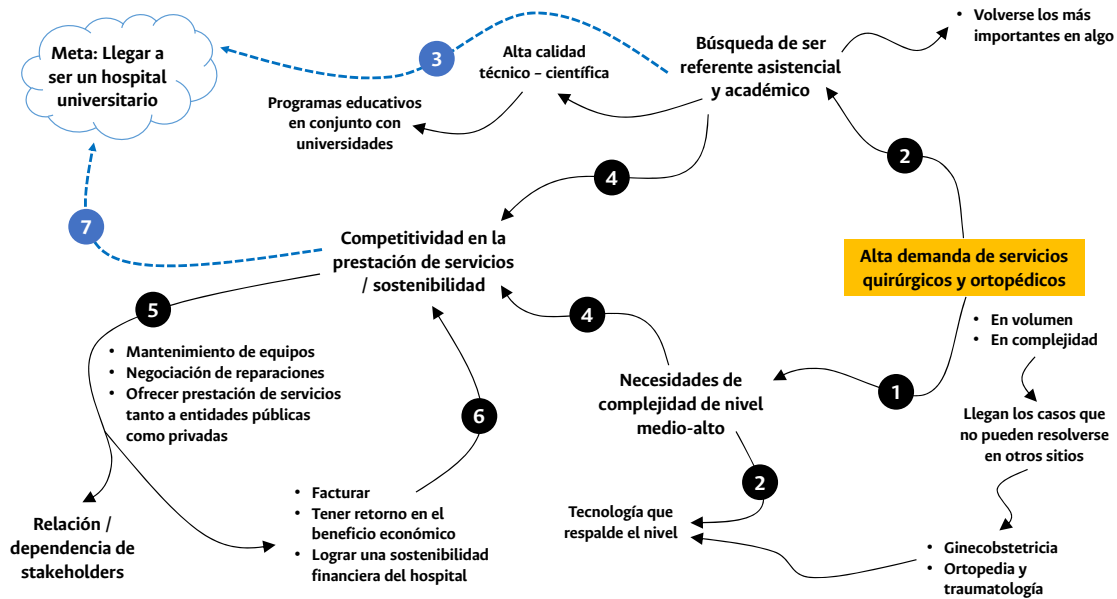 Meta: Llegar a
ser un hospital
universitario
3
Alta calidad
técnico – científica
Programas educativos
en conjunto con
universidades
Búsqueda de ser
referente asistencial
y académico
• Volverse los más
importantes en algo
2
4
7
Competitividad en la
prestación de servicios
/ sostenibilidad
Alta demanda de servicios
quirúrgicos y ortopédicos
5
4
• En volumen
• En complejidad
• Mantenimiento de equipos
• Negociación de reparaciones
• Ofrecer prestación de servicios
tanto a entidades públicas
como privadas
6
Necesidades de
complejidad de nivel
medio-alto
1
Llegan los casos que
no pueden resolverse
en otros sitios
2
• Facturar
• Tener retorno en el
beneficio económico
• Lograr una sostenibilidad
financiera del hospital
Tecnología que
respalde el nivel
Relación /
dependencia de
stakeholders
• Ginecobstetricia
• Ortopedia y
traumatología